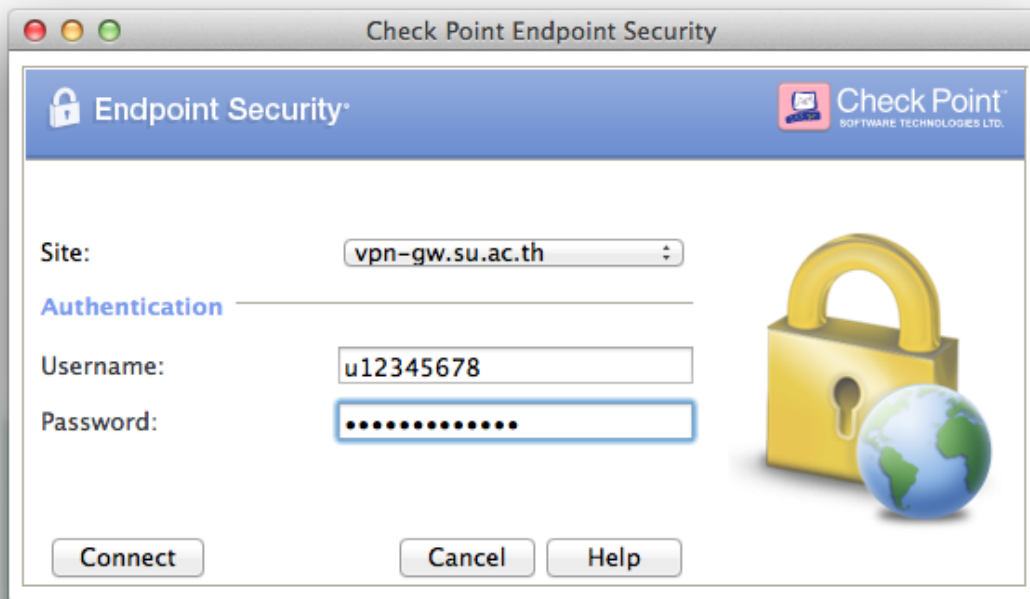 Check Point Endpoint Security
Endpoint Security
Check Point™
SOFTWARE TECHNOLOGIES LTD.
Site:
vpn-gw.su.ac.th
Authentication
Username:
u12345678
Password:
•••••••••••••
Connect
Cancel
Help